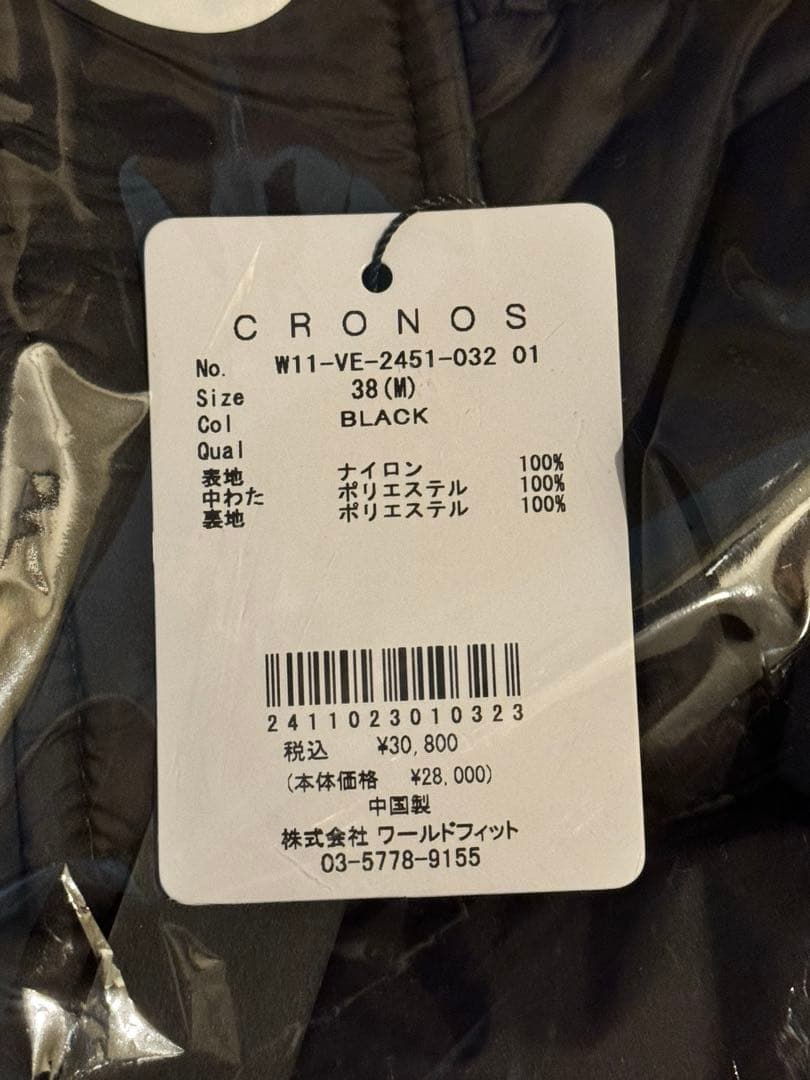 CRONOS
No. W11-VE-2451-032 01
Size 38(M)
Col BLACK
Qual
表地 ナイロン 100%
中わた ポリエステル 100%
裏地 ポリエステル 100%
2411023010323
税込 ¥30,800
(本体価格 ¥28,000)
中国製
株式会社 ワールドフィット
03-5778-9155